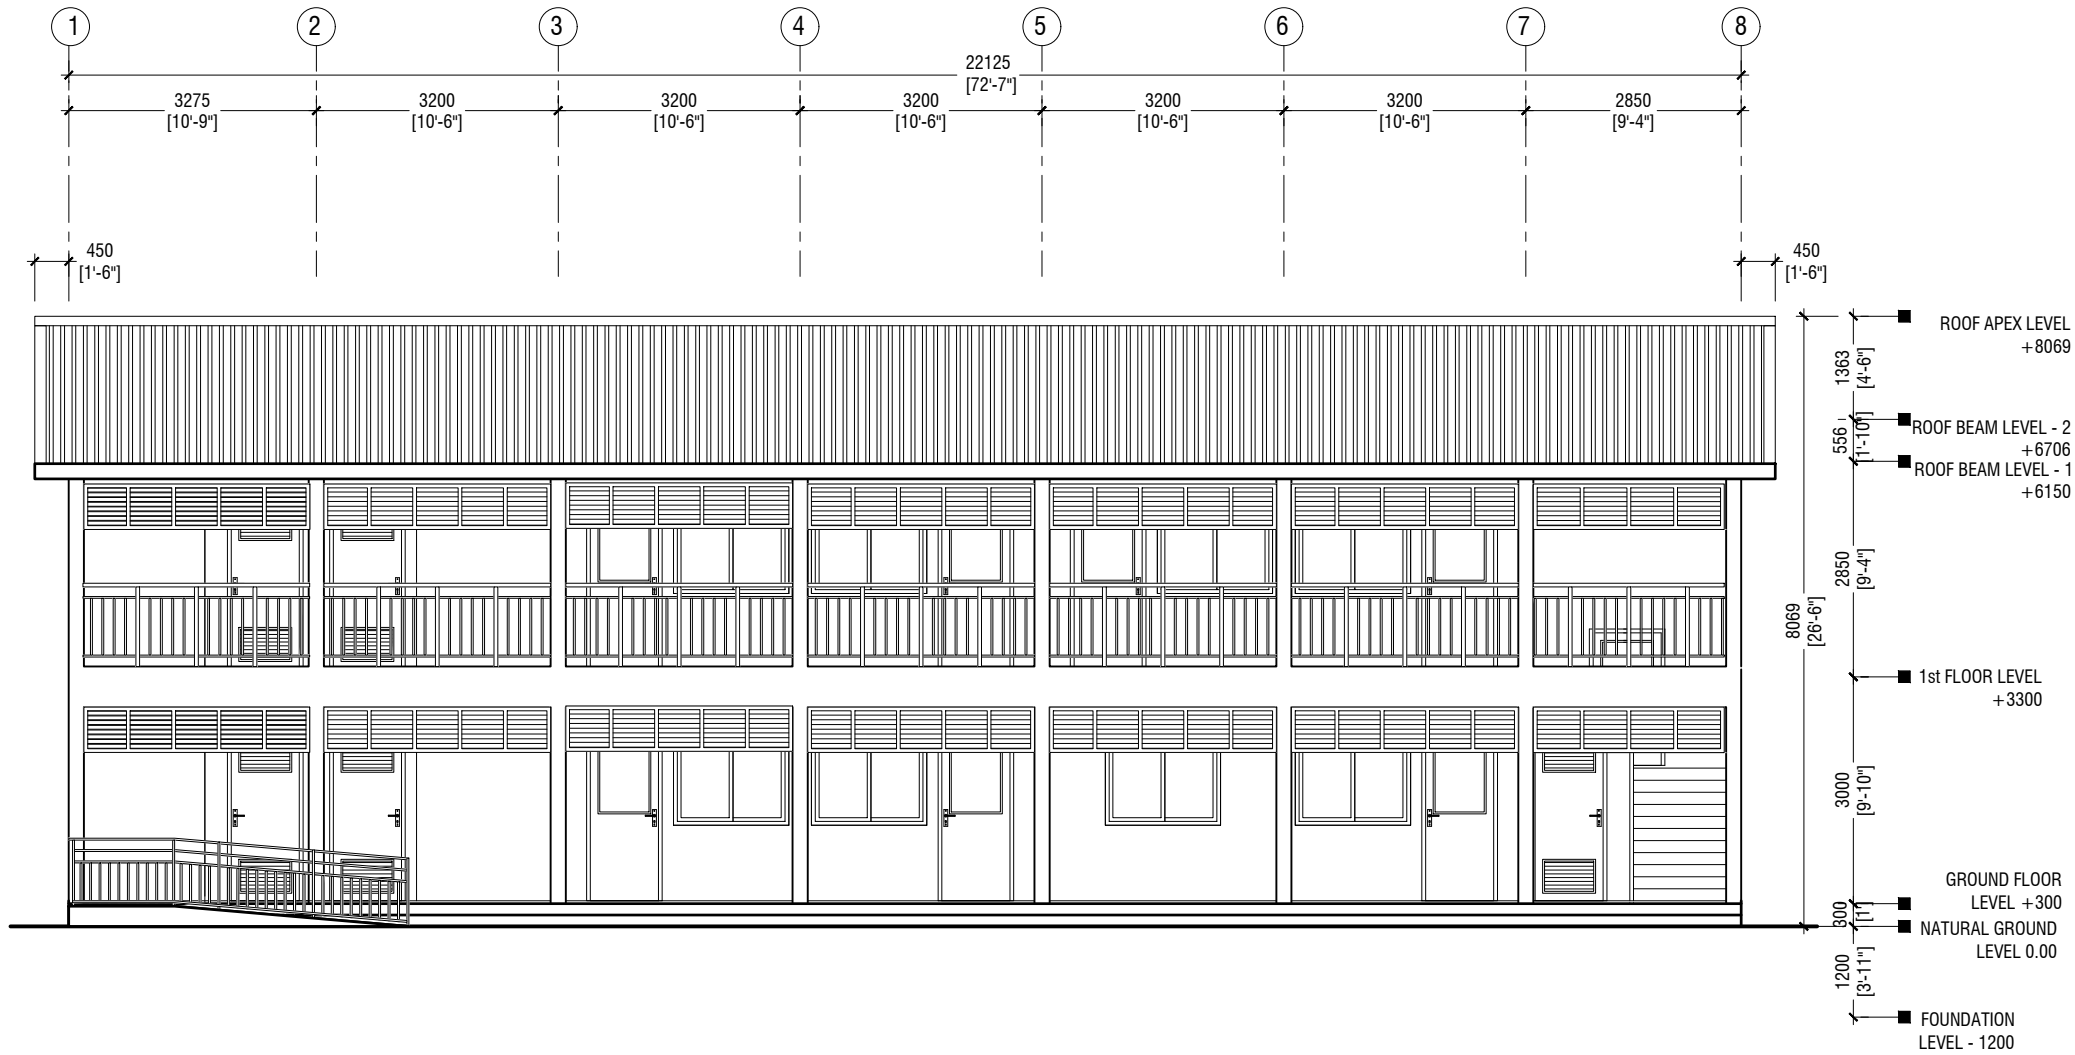 1 2 3 4 5 6 7 8
22125
[72'-7"]
3275 3200 3200 3200 3200 3200 2850
[10'-9"] [10'-6"] [10'-6"] [10'-6"] [10'-6"] [10'-6"] [9'-4"]
450 450
[1'-6"] [1'-6"]
ROOF APEX LEVEL
+8069
1363
[4'-6"]
ROOF BEAM LEVEL - 2
+6706
556
[1'-10"]
ROOF BEAM LEVEL - 1
+6150
2850
[9'-4"]
8069
[26'-6"]
1st FLOOR LEVEL
+3300
3000
[9'-10"]
GROUND FLOOR
LEVEL +300
300
[1']
NATURAL GROUND
LEVEL 0.00
1200
[3'-11"]
FOUNDATION
LEVEL - 1200